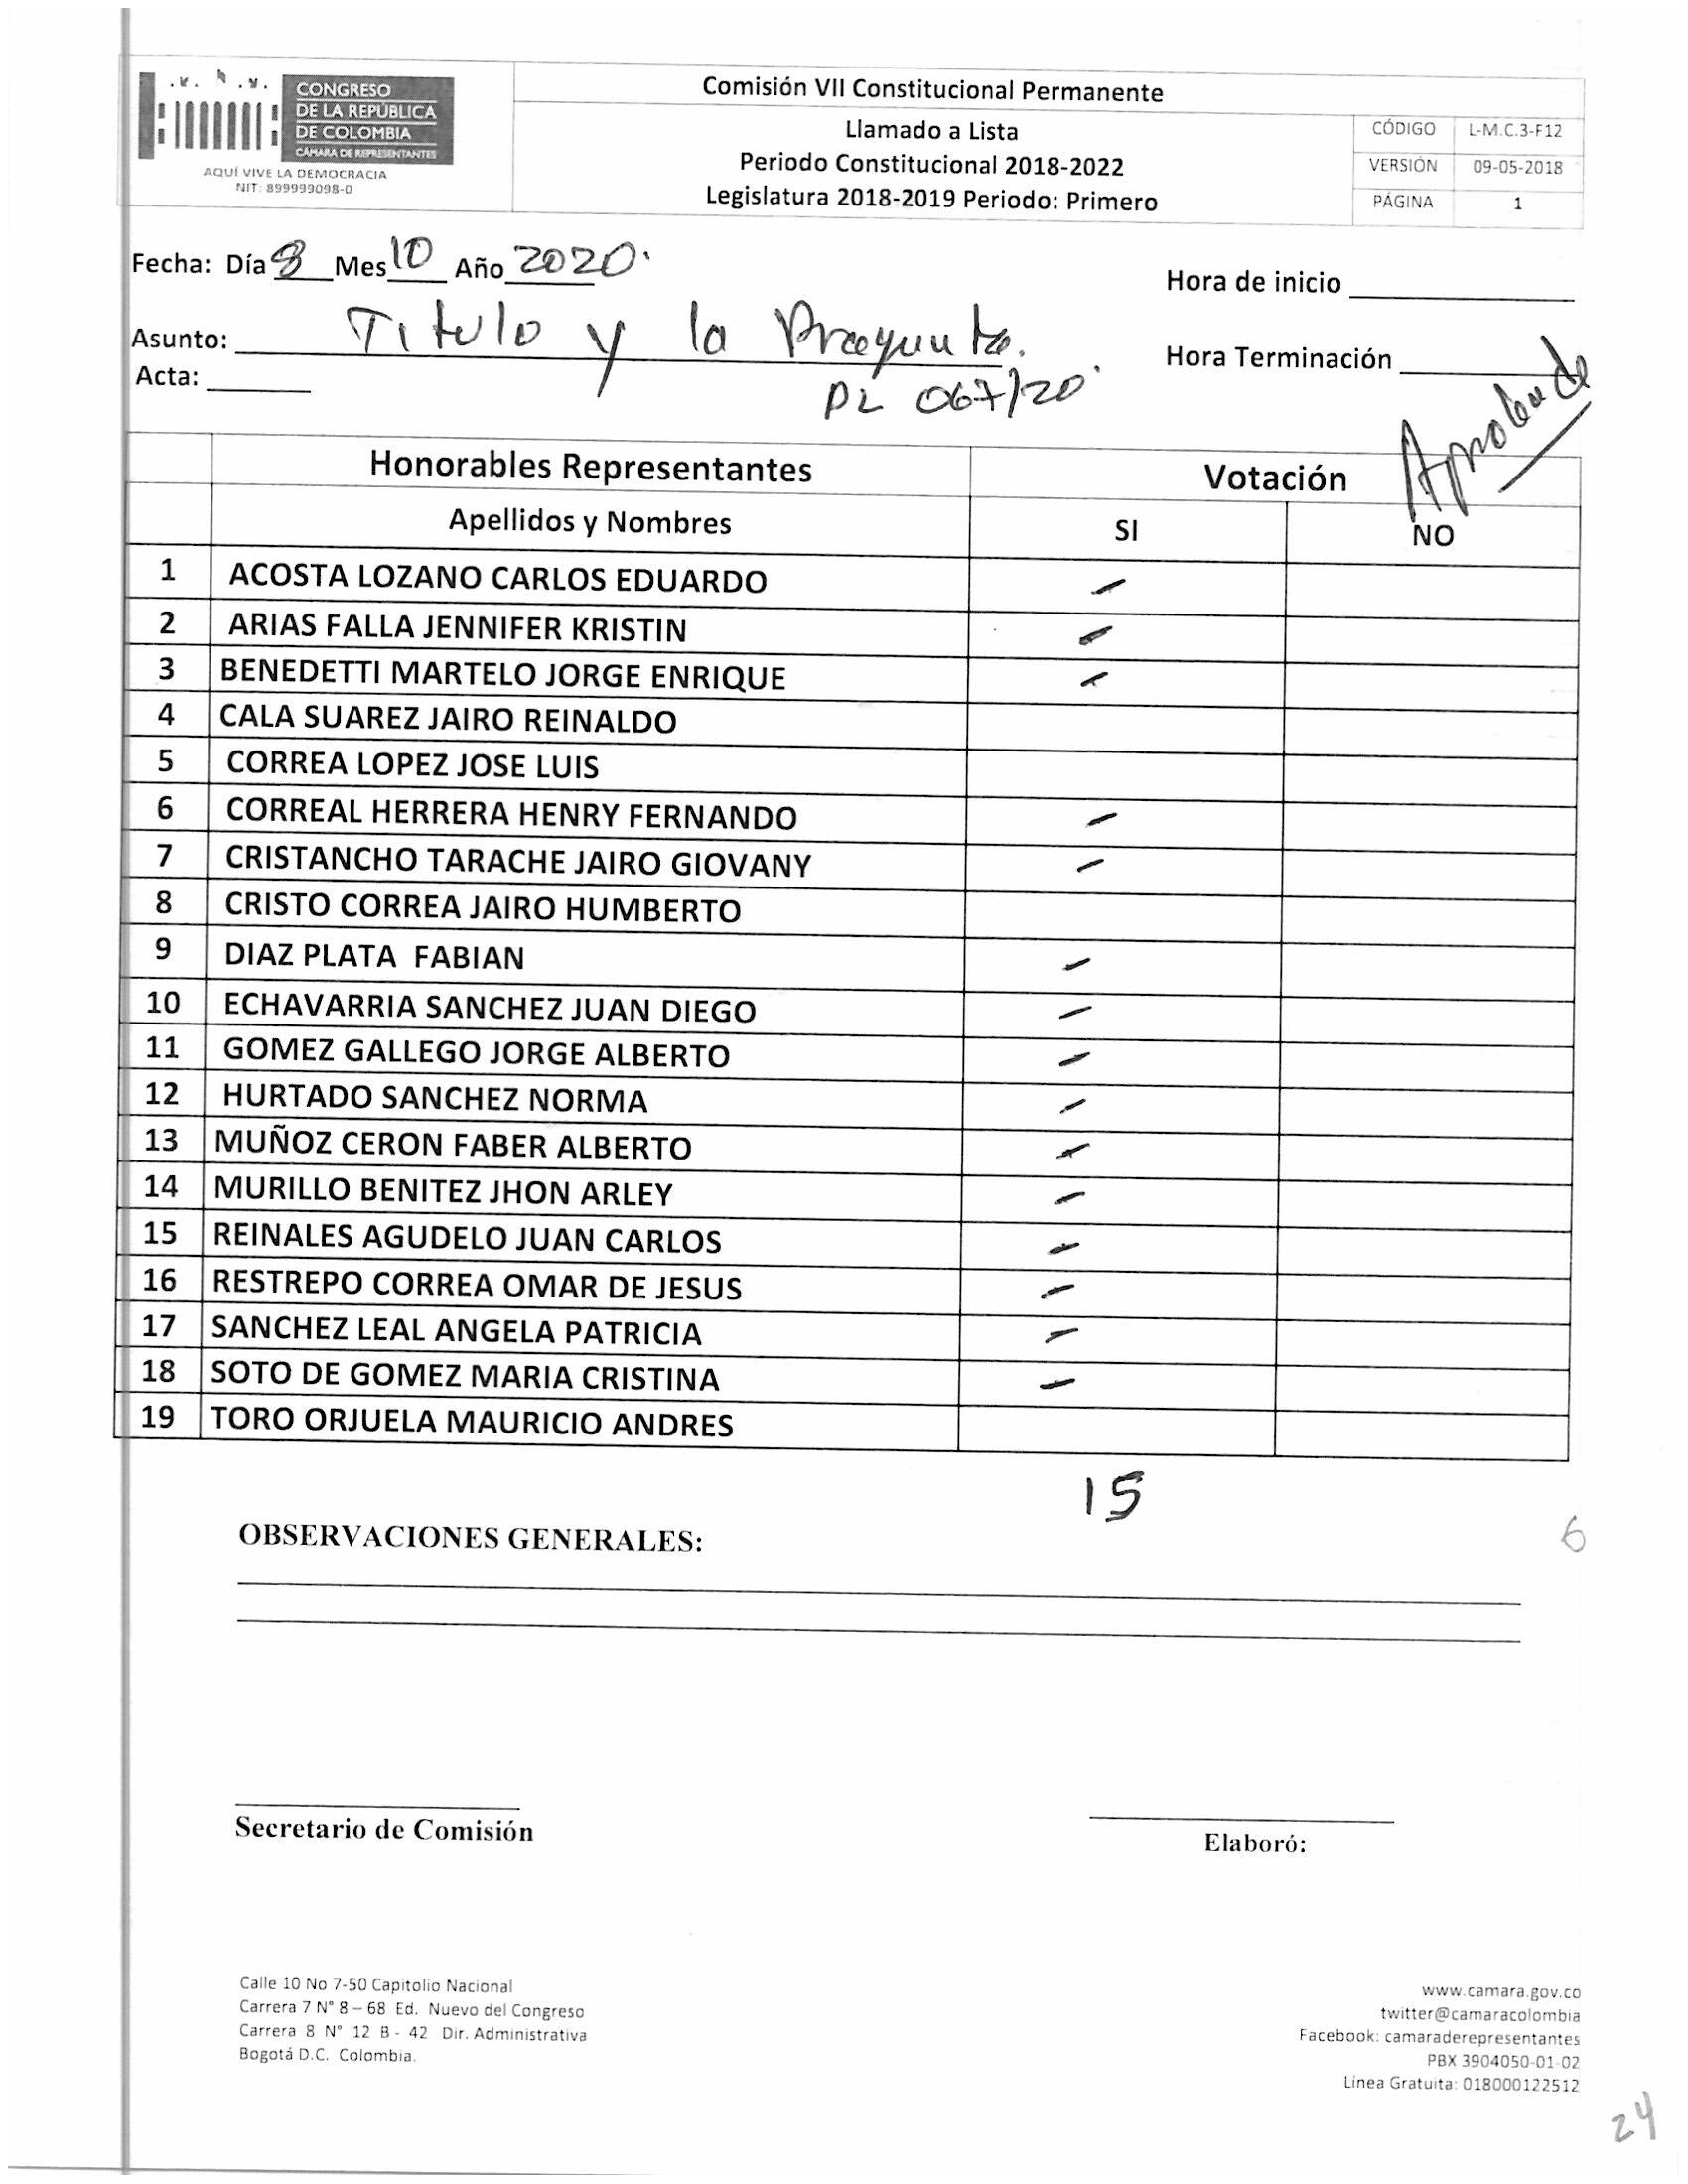 CONGRESO
DE LA REPÚBLICA
DE COLOMBIA
CÁMARA DE REPRESENTANTES
AQUÍ VIVE LA DEMOCRACIA
NIT: 899999098-0
Comisión VII Constitucional Permanente
Llamado a Lista
Periodo Constitucional 2018-2022
Legislatura 2018-2019 Periodo: Primero
CÓDIGO L-M.C.3-F12
VERSIÓN 09-05-2018
PÁGINA 1
Fecha: Día 8 Mes 10 Año 2020.
Hora de inicio
Asunto: Titulo y la Pregunta.
Hora Terminación
Acta:
PL 067/20
Aprobado
Honorables Representantes Votación
Apellidos y Nombres SI NO
1 ACOSTA LOZANO CARLOS EDUARDO
2 ARIAS FALLA JENNIFER KRISTIN
3 BENEDETTI MARTELO JORGE ENRIQUE
4 CALA SUAREZ JAIRO REINALDO
5 CORREA LOPEZ JOSE LUIS
6 CORREAL HERRERA HENRY FERNANDO
7 CRISTANCHO TARACHE JAIRO GIOVANY
8 CRISTO CORREA JAIRO HUMBERTO
9 DIAZ PLATA FABIAN
10 ECHAVARRIA SANCHEZ JUAN DIEGO
11 GOMEZ GALLEGO JORGE ALBERTO
12 HURTADO SANCHEZ NORMA
13 MUÑOZ CERON FABER ALBERTO
14 MURILLO BENITEZ JHON ARLEY
15 REINALES AGUDELO JUAN CARLOS
16 RESTREPO CORREA OMAR DE JESUS
17 SANCHEZ LEAL ANGELA PATRICIA
18 SOTO DE GOMEZ MARIA CRISTINA
19 TORO ORJUELA MAURICIO ANDRES
15
OBSERVACIONES GENERALES:
6
Secretario de Comisión
Elaboró:
Calle 10 No 7-50 Capitolio Nacional
Carrera 7 N° 8 – 68 Ed. Nuevo del Congreso
Carrera 8 N° 12 B - 42 Dir. Administrativa
Bogotá D.C. Colombia.
www.camara.gov.co
twitter@camaracolombia
Facebook: camaraderepresentantes
PBX 3904050-01-02
Linea Gratuita: 018000122512
24